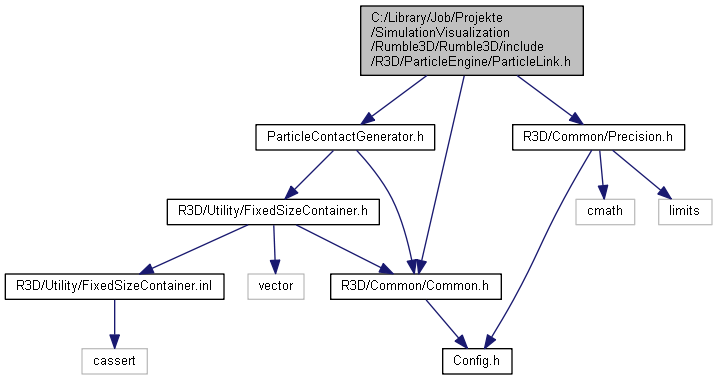 C:/Library/Job/Projekte
/SimulationVisualization
/Rumble3D/Rumble3D/include
/R3D/ParticleEngine/ParticleLink.h
ParticleContactGenerator.h
R3D/Common/Precision.h
R3D/Utility/FixedSizeContainer.h
cmath
limits
R3D/Utility/FixedSizeContainer.inl
vector
R3D/Common/Common.h
cassert
Config.h